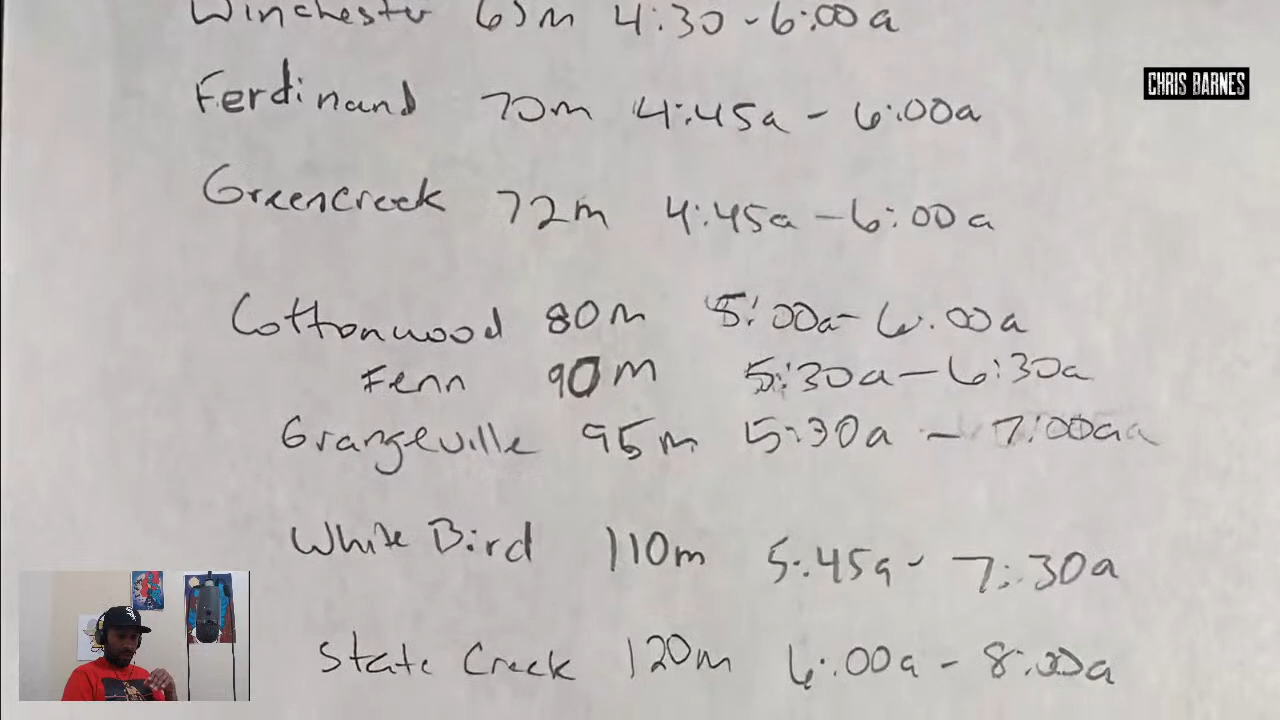 Winchester 65m 4:30 - 6:00a
CHRIS BARNES
Ferdinand 70m 4:45a - 6:00a
Greencreek 72m 4:45a - 6:00a
Cottonwood 80m 5:00a - 6:00a
Fenn 90m 5:30a - 6:30a
Grangeville 95m 5:30a - 7:00aa
White Bird 110m 5:45a - 7:30a
State Creek 120m 6:00a - 8:00a